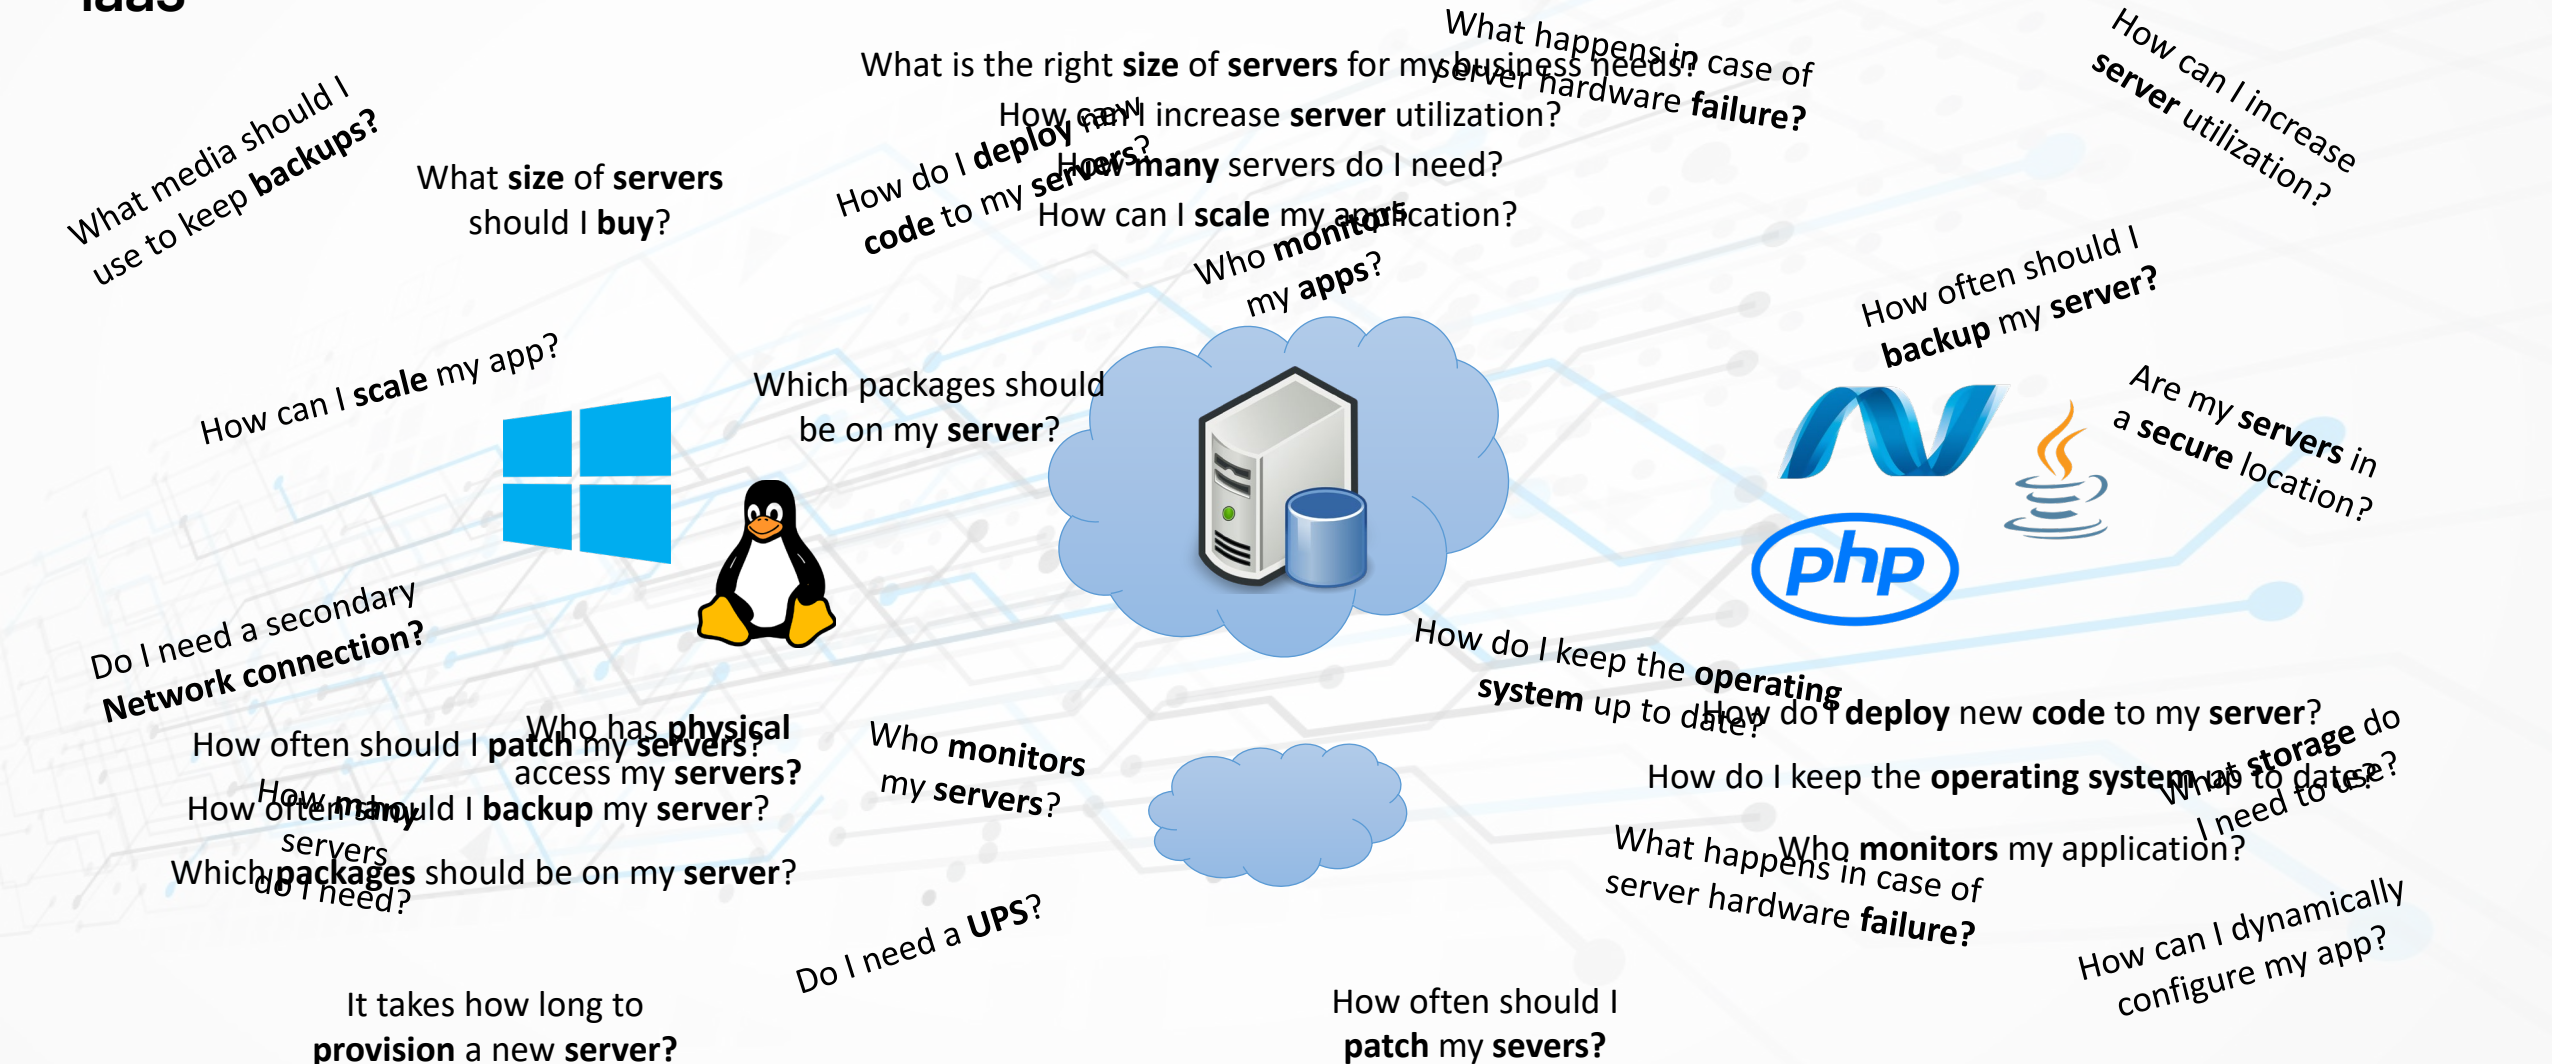 IaaS
What happens in case of
server hardware failure?
How can I increase
server utilization?
What is the right size of servers for my business needs?
How can I increase server utilization?
How many servers do I need?
How can I scale my application?
What media should I
use to keep backups?
What size of servers
should I buy?
How do I deploy new
code to my servers?
Who monitors
my apps?
How often should I
backup my server?
How can I scale my app?
Which packages should
be on my server?
Are my servers in
a secure location?
php
Do I need a secondary
Network connection?
How do I keep the operating
system up to date?
Who has physical
access my servers?
How often should I patch my servers?
How often should I backup my server?
Which packages should be on my server?
How many
servers
do I need?
Who monitors
my servers?
How do I deploy new code to my server?
How do I keep the operating system up to date?
Who monitors my application?
What storage do
I need to use?
What happens in case of
server hardware failure?
Do I need a UPS?
How can I dynamically
configure my app?
It takes how long to
provision a new server?
How often should I
patch my severs?